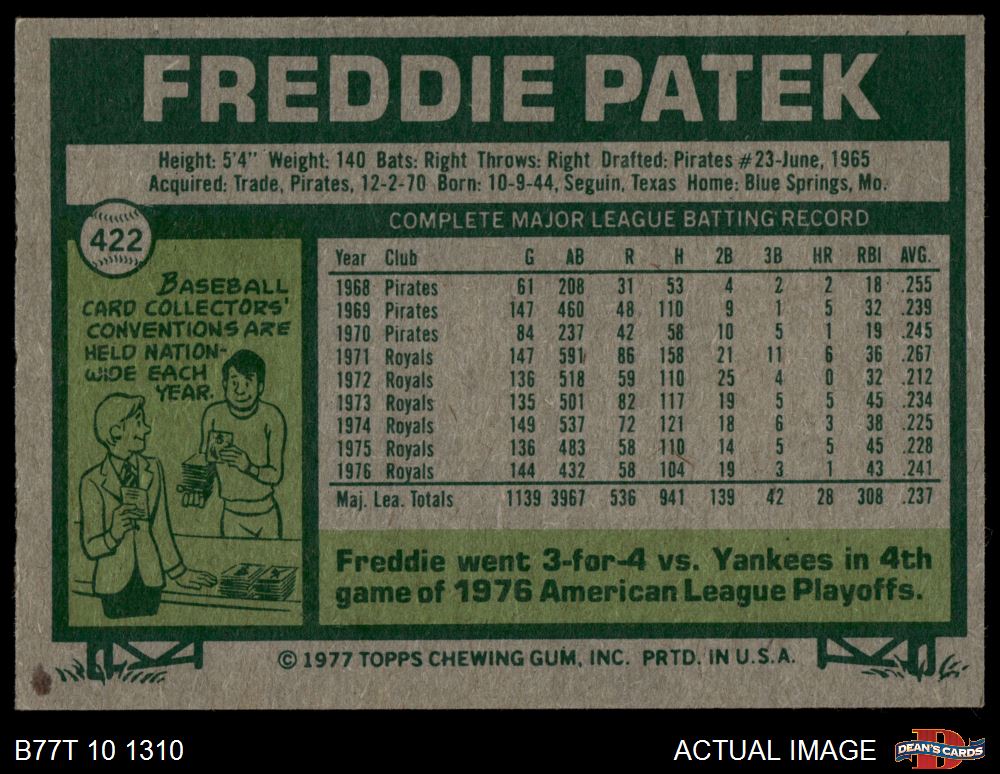 FREDDIE PATEK
Height: 5'4" Weight: 140 Bats: Right Throws: Right Drafted: Pirates #23-June, 1965
Acquired: Trade, Pirates, 12-2-70 Born: 10-9-44, Seguin, Texas Home: Blue Springs, Mo.
422
BASEBALL
CARD COLLECTORS'
CONVENTIONS ARE
HELD NATION-
WIDE EACH
YEAR.
COMPLETE MAJOR LEAGUE BATTING RECORD
Year Club G AB R H 2B 3B HR RBI AVG.
1968 Pirates 61 208 31 53 4 2 2 18 .255
1969 Pirates 147 460 48 110 9 1 5 32 .239
1970 Pirates 84 237 42 58 10 5 1 19 .245
1971 Royals 147 591 86 158 21 11 6 36 .267
1972 Royals 136 518 59 110 25 4 0 32 .212
1973 Royals 135 501 82 117 19 5 5 45 .234
1974 Royals 149 537 72 121 18 6 3 38 .225
1975 Royals 136 483 58 110 14 5 5 45 .228
1976 Royals 144 432 58 104 19 3 1 43 .241
Maj. Lea. Totals 1139 3967 536 941 139 42 28 308 .237
Freddie went 3-for-4 vs. Yankees in 4th
game of 1976 American League Playoffs.
© 1977 TOPPS CHEWING GUM, INC. PRTD. IN U.S.A.
B77T 10 1310
ACTUAL IMAGE
DEAN'S CARDS